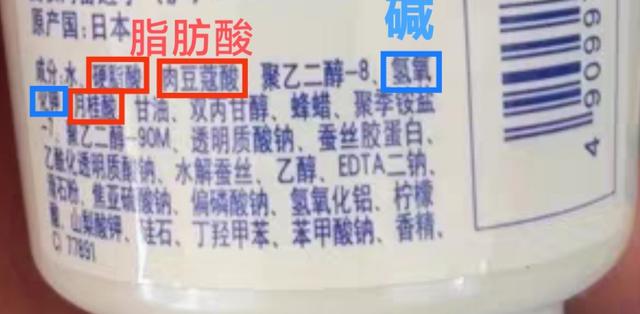 原产国:日本
脂肪酸
碱
成分:水、硬脂酸 肉豆蔻酸 聚乙二醇-8、氢氧
化钾 月桂酸 甘油、双丙甘醇、蜂蜡、聚季铵盐
-7、聚乙二醇-90M、透明质酸钠、蚕丝胶蛋白、
乙酰化透明质酸钠、水解蚕丝、乙醇、EDTA二钠、
滑石粉、焦亚硫酸钠、偏磷酸钠、氢氧化铝、柠檬
酸、山梨酸钾、硅石、丁羟甲苯、苯甲酸钠、香精、
CI 77891
4 9099